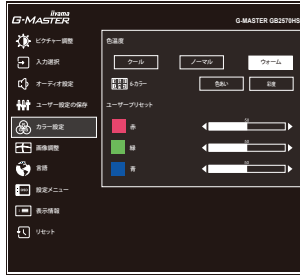 iiyama
G-MASTER
G-MASTER GB2570HS
ピクチャー調整
入力選択
オーディオ設定
ユーザー設定の保存
カラー設定
画像調整
言語
設定メニュー
表示情報
リセット
色温度
クール
ノーマル
ウォーム
6-カラー
色あい
彩度
ユーザープリセット
赤
50
緑
50
青
50